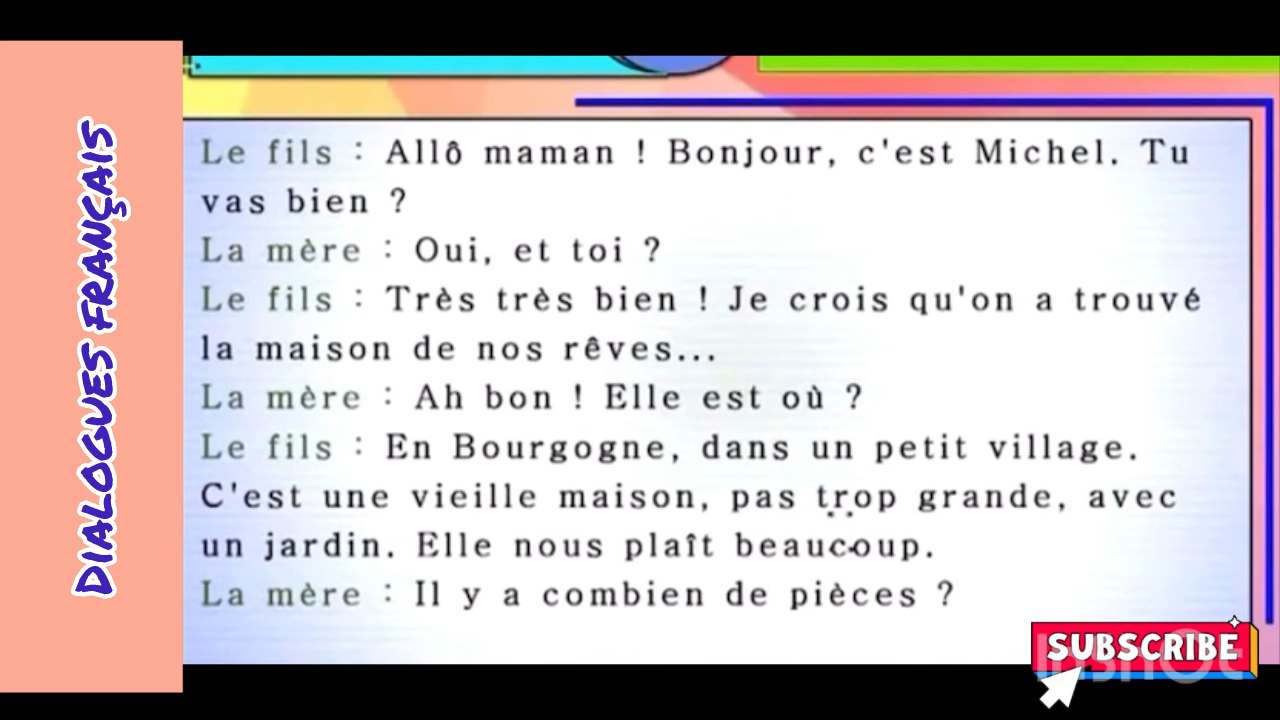 DIALOGUES FRANÇAIS
Le fils : Allô maman ! Bonjour, c'est Michel. Tu
vas bien ?
La mère : Oui, et toi ?
Le fils : Très très bien ! Je crois qu'on a trouvé
la maison de nos rêves...
La mère : Ah bon ! Elle est où ?
Le fils : En Bourgogne, dans un petit village.
C'est une vieille maison, pas trop grande, avec
un jardin. Elle nous plaît beaucoup.
La mère : Il y a combien de pièces ?
SUBSCRIBE